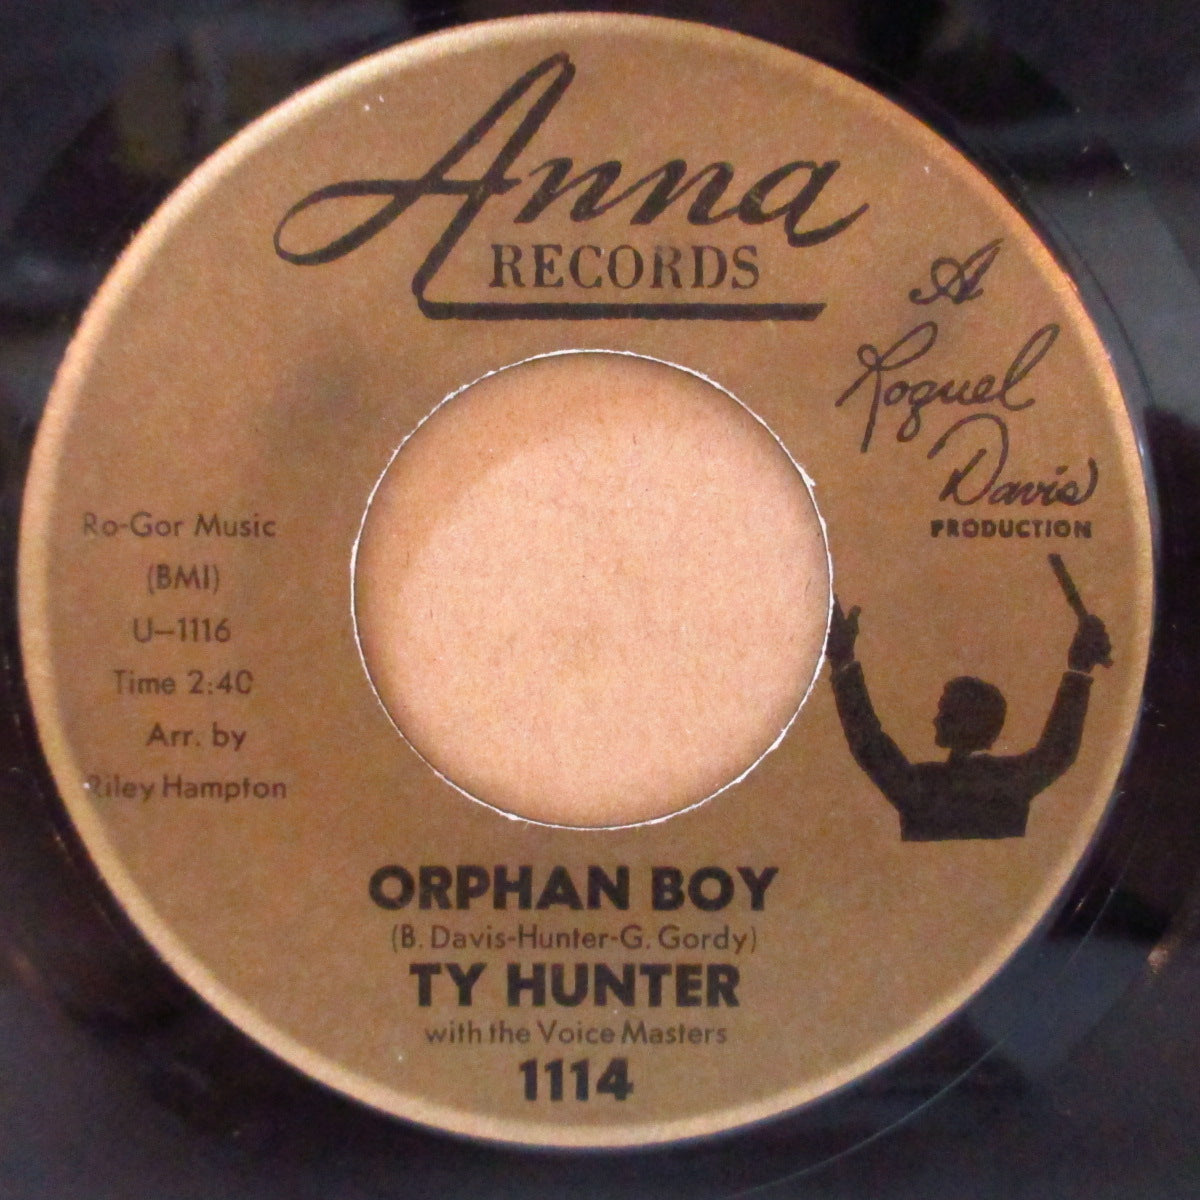 Anna
RECORDS
A
Roquel
Davis
PRODUCTION
Ro-Gor Music
(BMI)
U-1116
Time 2:40
Arr. by
Riley Hampton
ORPHAN BOY
(B. Davis-Hunter-G. Gordy)
TY HUNTER
with the Voice Masters
1114